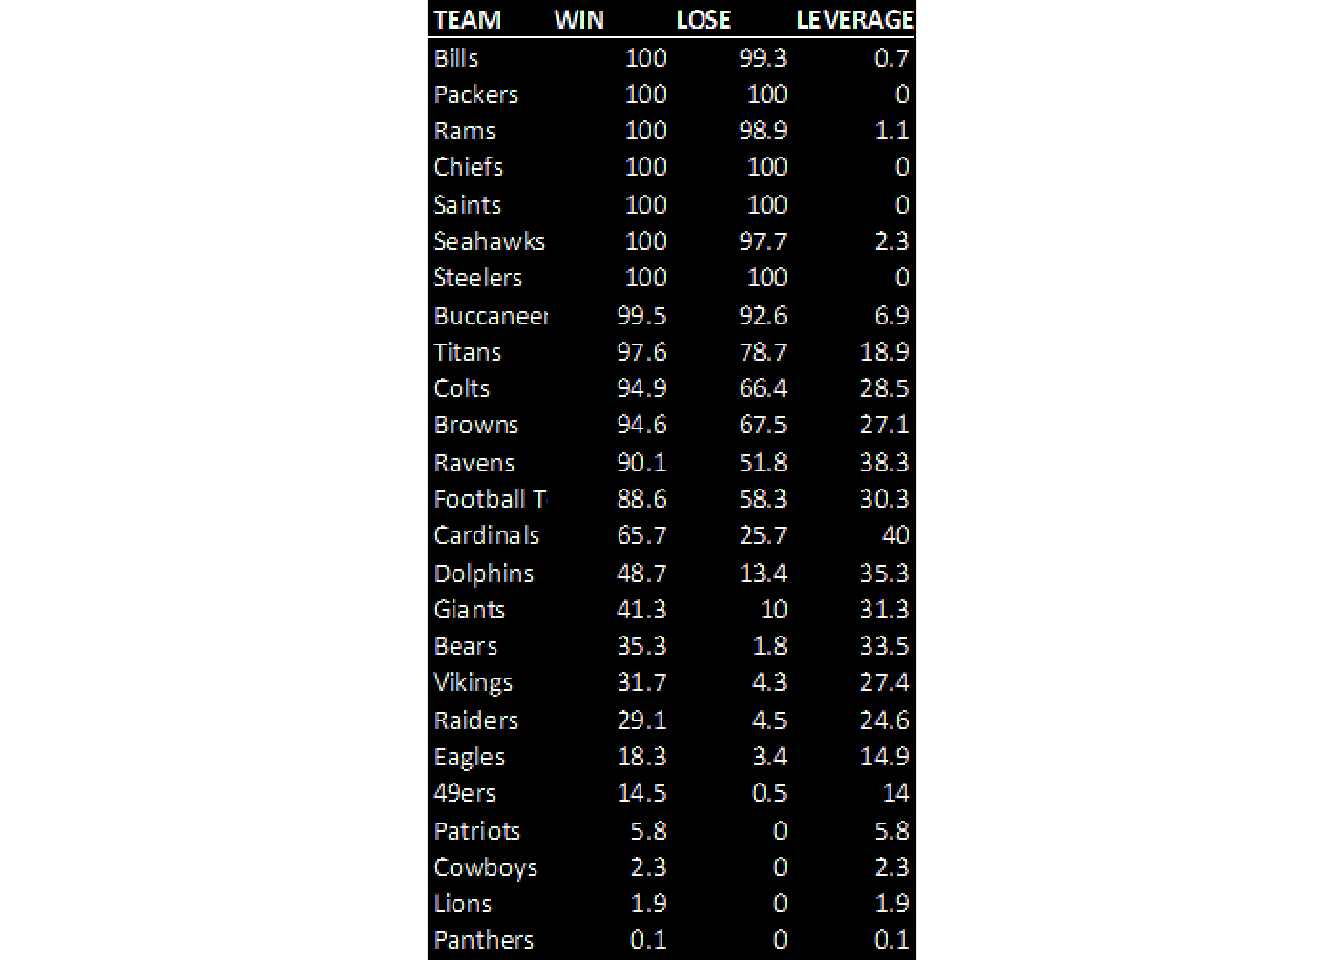 TEAM WIN LOSE LEVERAGE
Bills 100 99.3 0.7
Packers 100 100 0
Rams 100 98.9 1.1
Chiefs 100 100 0
Saints 100 100 0
Seahawks 100 97.7 2.3
Steelers 100 100 0
Buccaneer 99.5 92.6 6.9
Titans 97.6 78.7 18.9
Colts 94.9 66.4 28.5
Browns 94.6 67.5 27.1
Ravens 90.1 51.8 38.3
Football T 88.6 58.3 30.3
Cardinals 65.7 25.7 40
Dolphins 48.7 13.4 35.3
Giants 41.3 10 31.3
Bears 35.3 1.8 33.5
Vikings 31.7 4.3 27.4
Raiders 29.1 4.5 24.6
Eagles 18.3 3.4 14.9
49ers 14.5 0.5 14
Patriots 5.8 0 5.8
Cowboys 2.3 0 2.3
Lions 1.9 0 1.9
Panthers 0.1 0 0.1